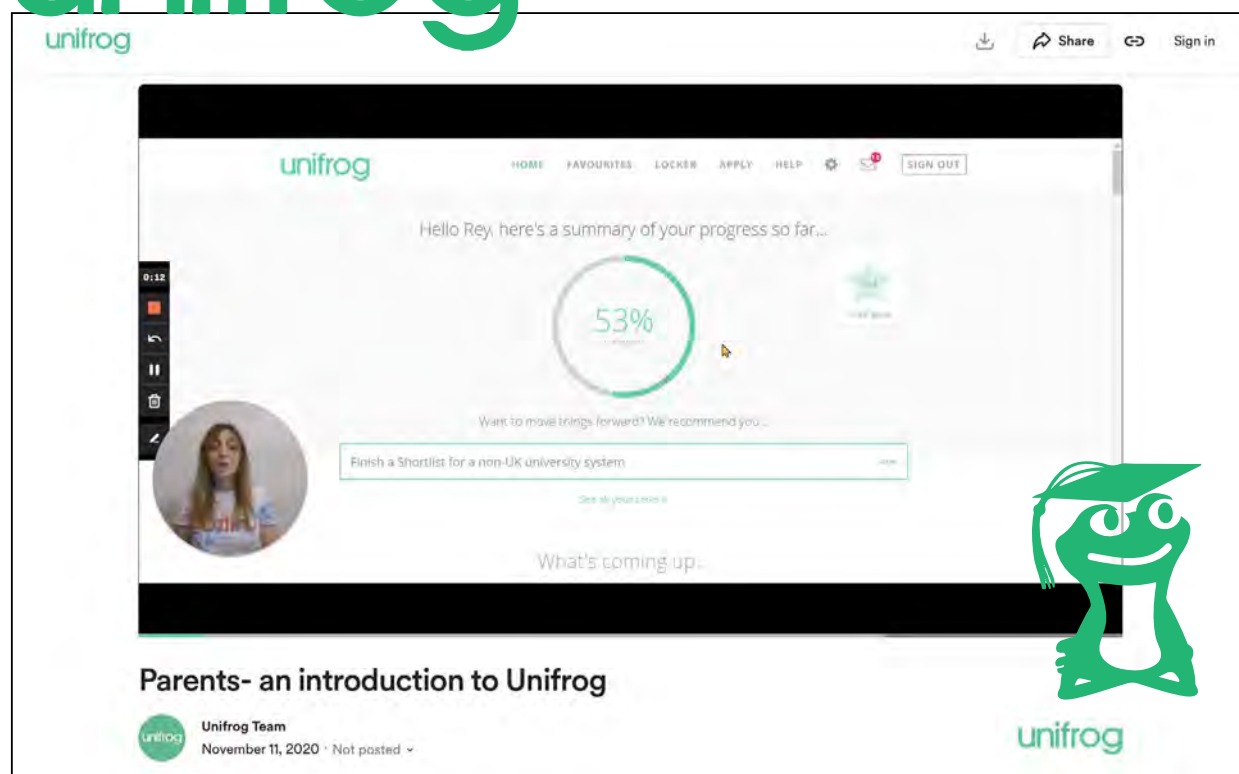 unifrog
unifrog
Share
Sign in
unifrog
HOME FAVOURITES LOCKER APPLY HELP SIGN OUT
Hello Rey, here's a summary of your progress so far...
0:12
53%
Want to move things forward? We recommend you...
Finish a Shortlist for a non-UK university system
What's coming up...
Parents- an introduction to Unifrog
unifrog
Unifrog Team
November 11, 2020 · Not posted
unifrog